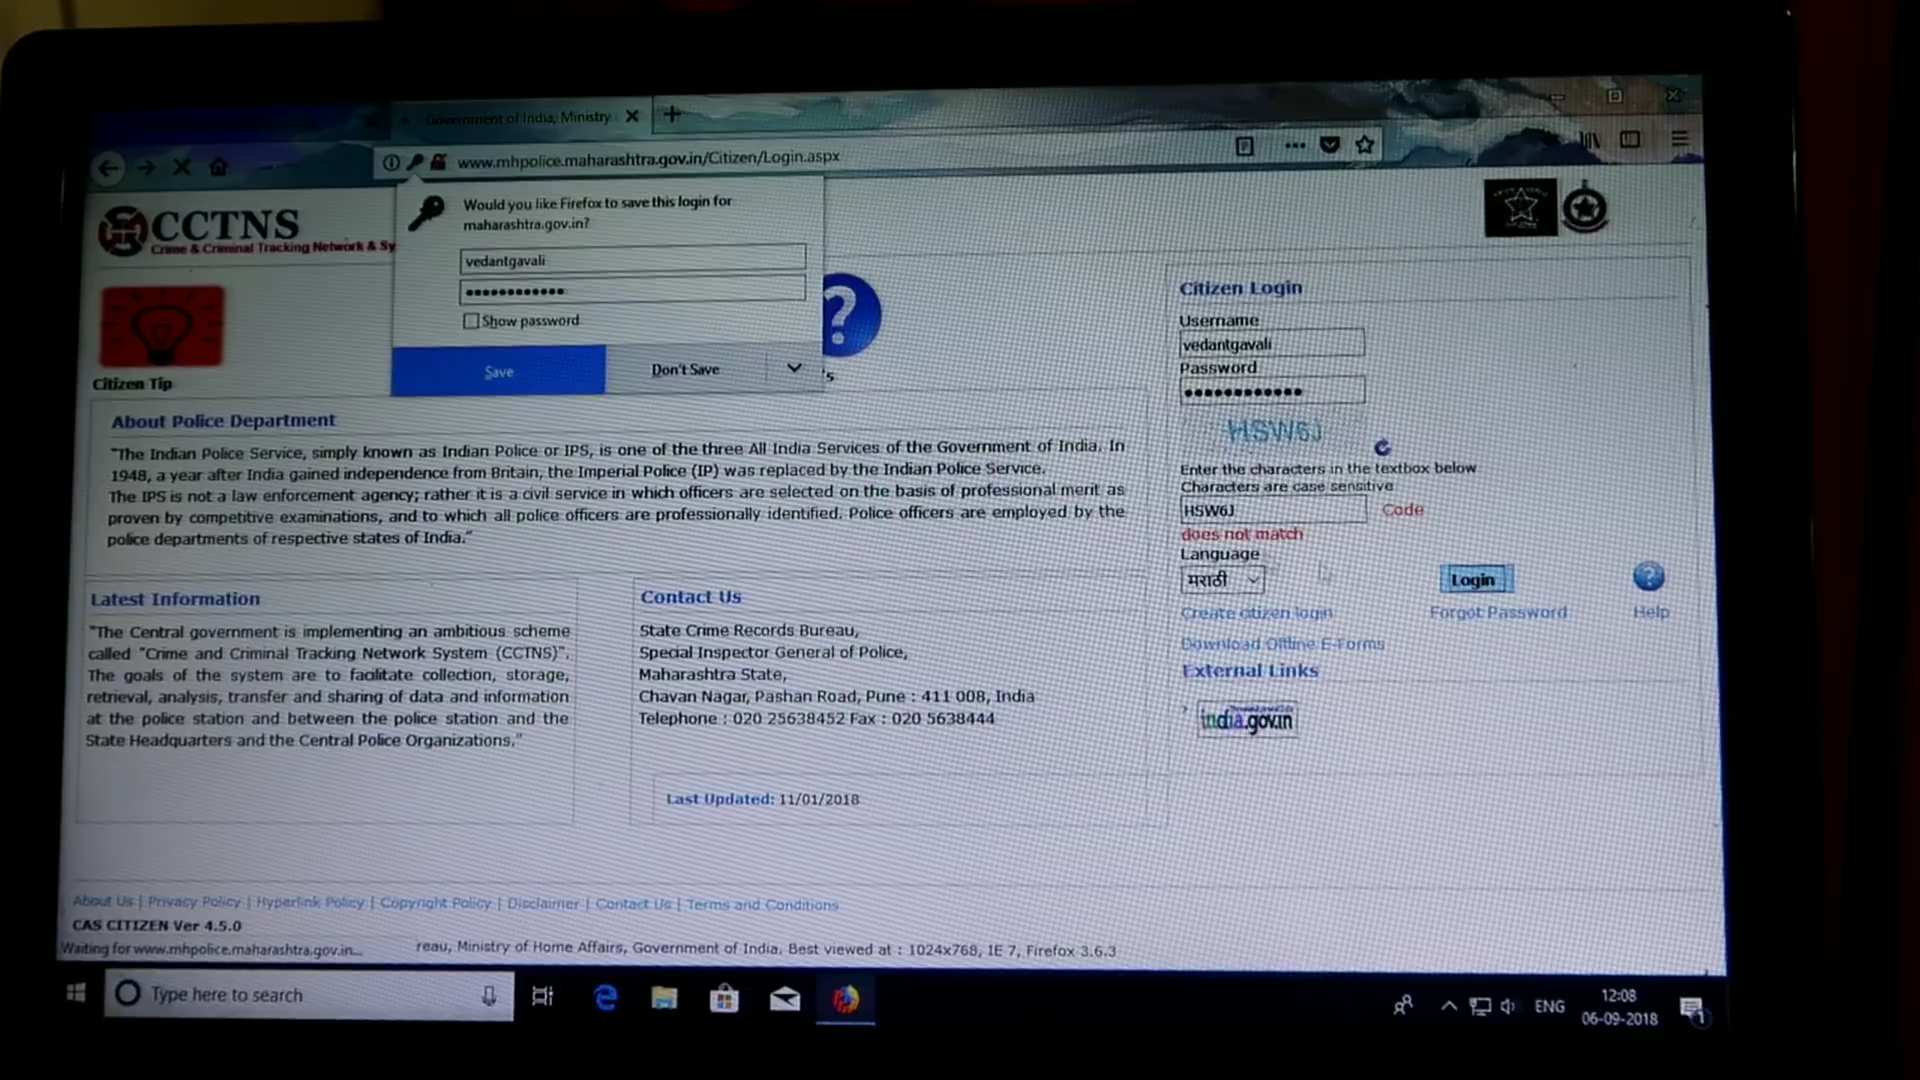 Government of India, Ministry
www.mhpolice.maharashtra.gov.in/Citizen/Login.aspx
Would you like Firefox to save this login for
maharashtra.gov.in?
vedantgavali
Show password
Save
Don't Save
CCTNS
Crime & Criminal Tracking Network & Sy
Citizen Tip
's
About Police Department
"The Indian Police Service, simply known as Indian Police or IPS, is one of the three All India Services of the Government of India. In
1948, a year after India gained independence from Britain, the Imperial Police (IP) was replaced by the Indian Police Service.
The IPS is not a law enforcement agency; rather it is a civil service in which officers are selected on the basis of professional merit as
proven by competitive examinations, and to which all police officers are professionally identified. Police officers are employed by the
police departments of respective states of India."
Latest Information
"The Central government is implementing an ambitious scheme
called "Crime and Criminal Tracking Network System (CCTNS)".
The goals of the system are to facilitate collection, storage,
retrieval, analysis, transfer and sharing of data and information
at the police station and between the police station and the
State Headquarters and the Central Police Organizations."
Contact Us
State Crime Records Bureau,
Special Inspector General of Police,
Maharashtra State,
Chavan Nagar, Pashan Road, Pune : 411 008, India
Telephone : 020 25638452 Fax : 020 5638444
Last Updated: 11/01/2018
Citizen Login
Username
vedantgavali
Password
HSW6J
Enter the characters in the textbox below
Characters are case sensitive
HSW6J Code
does not match
Language
मराठी
Login
Create citizen login
Forgot Password
Help
Download Offline E-Forms
External Links
india.gov.in
About Us | Privacy Policy | Hyperlink Policy | Copyright Policy | Disclaimer | Contact Us | Terms and Conditions
CAS CITIZEN Ver 4.5.0
Waiting for www.mhpolice.maharashtra.gov.in...
reau, Ministry of Home Affairs, Government of India. Best viewed at : 1024x768, IE 7, Firefox 3.6.3
Type here to search
ENG
12:08
06-09-2018
1